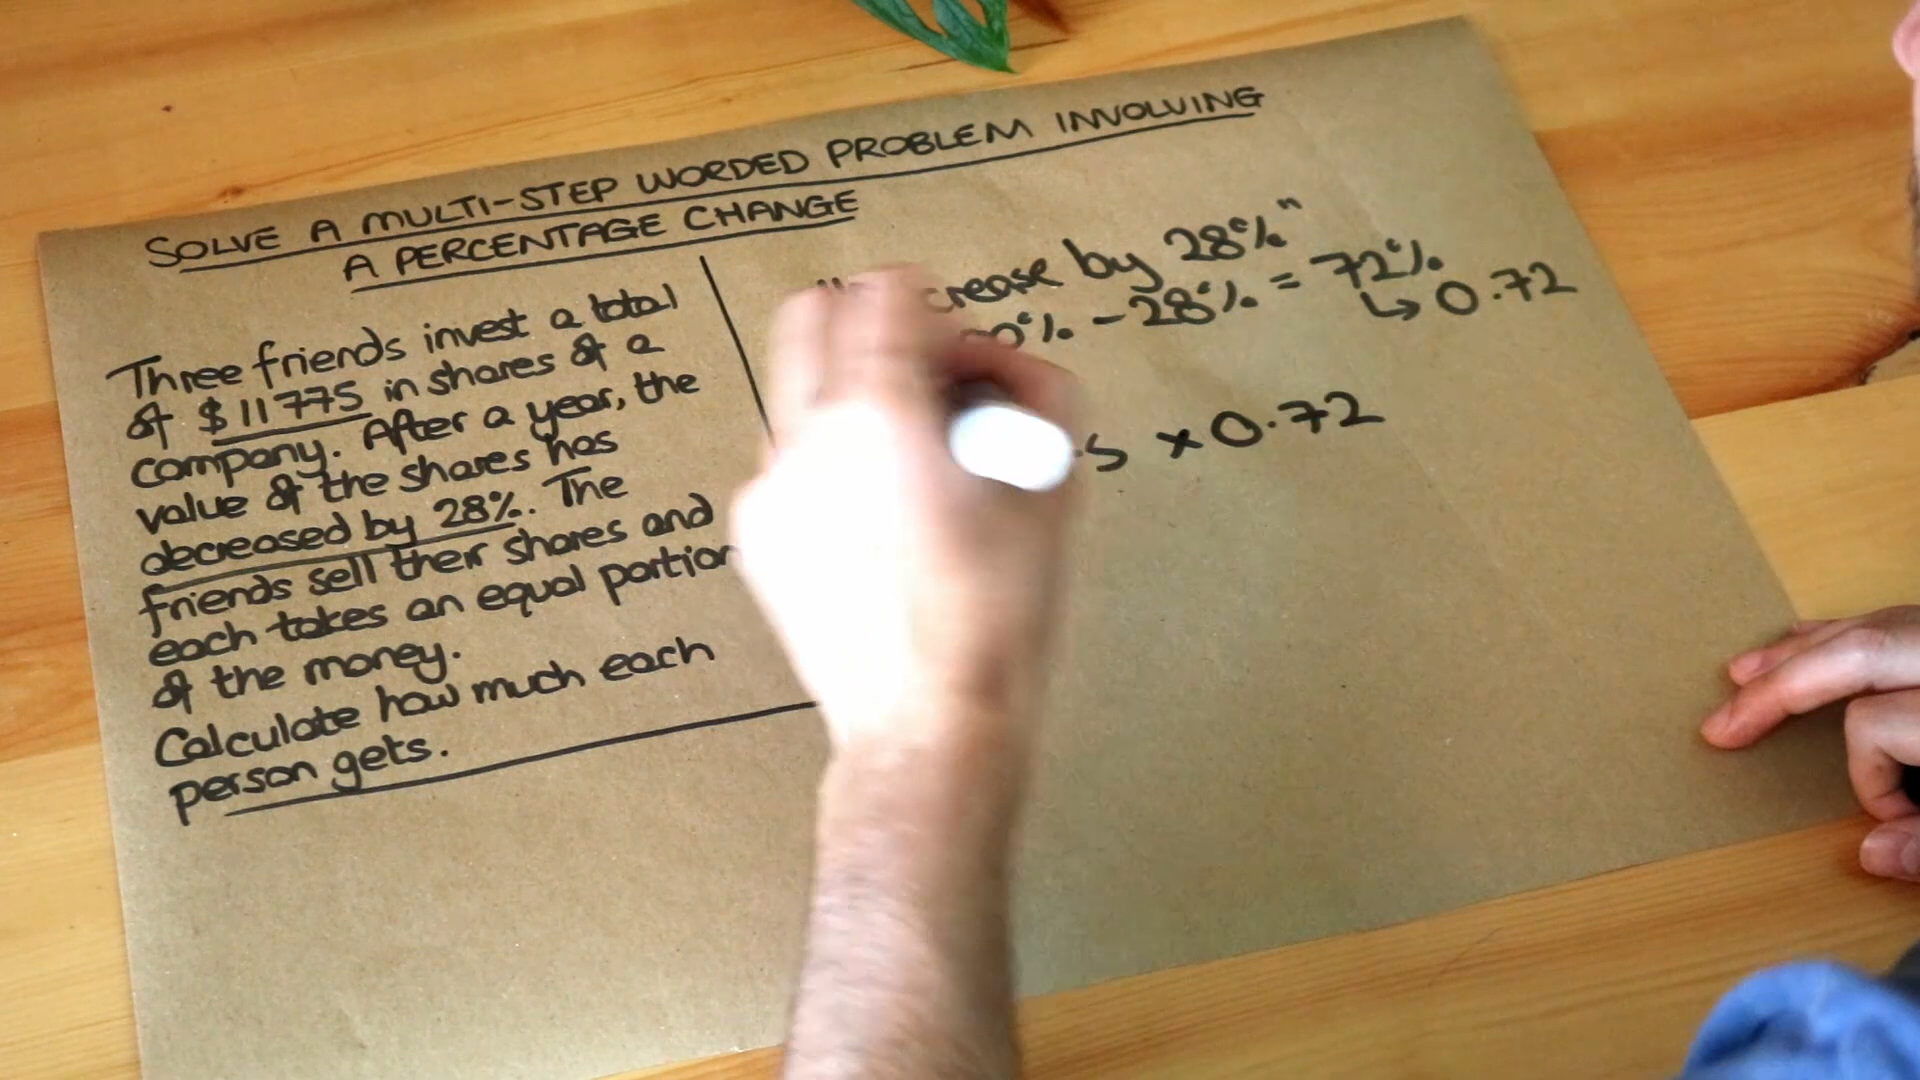 SOLVE A MULTI-STEP WORDED PROBLEM INVOLVING
A PERCENTAGE CHANGE
Three friends invest a total
of $11775 in shares of a
company. After a year, the
value of the shares has
decreased by 28%. The
friends sell their shares and
each takes an equal portion
of the money.
Calculate how much each
person gets.
crease by 28%"
0% - 28% = 72%
↳ 0.72
5 × 0.72